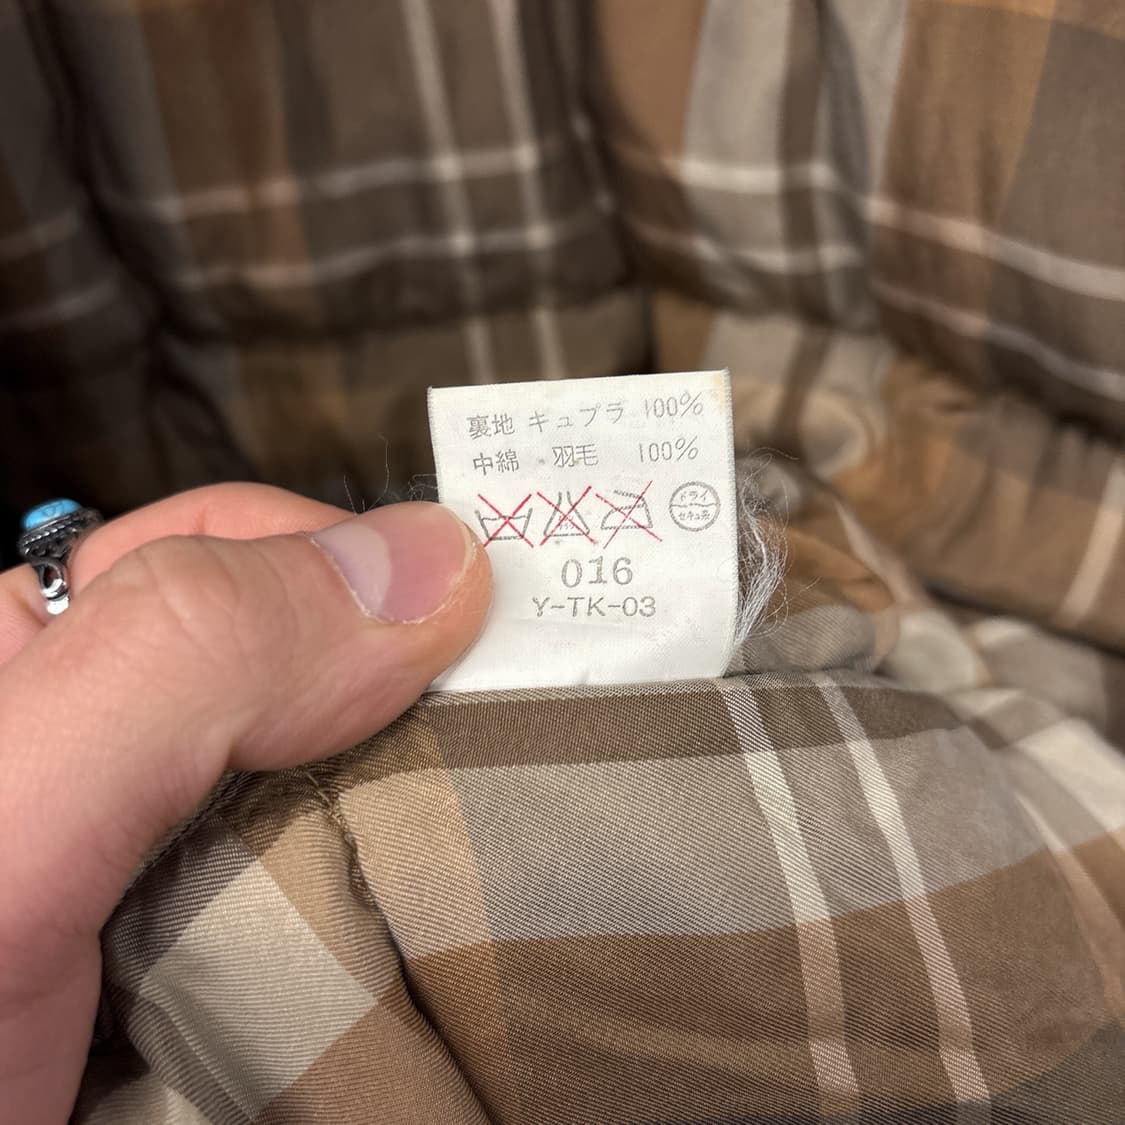 裏地 キュプラ 100%
中綿 羽毛 100%
ドライ
セキユ系
016
Y-TK-03